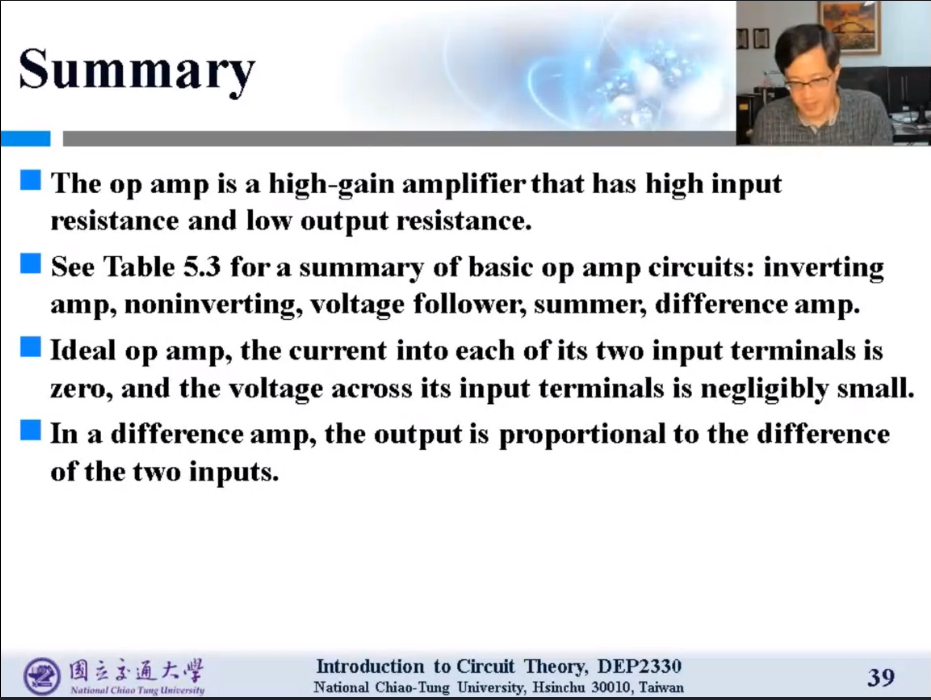 Summary
The op amp is a high-gain amplifier that has high input
resistance and low output resistance.
See Table 5.3 for a summary of basic op amp circuits: inverting
amp, noninverting, voltage follower, summer, difference amp.
Ideal op amp, the current into each of its two input terminals is
zero, and the voltage across its input terminals is negligibly small.
In a difference amp, the output is proportional to the difference
of the two inputs.
國立交通大學
National Chiao Tung University
Introduction to Circuit Theory, DEP2330
National Chiao-Tung University, Hsinchu 30010, Taiwan
39